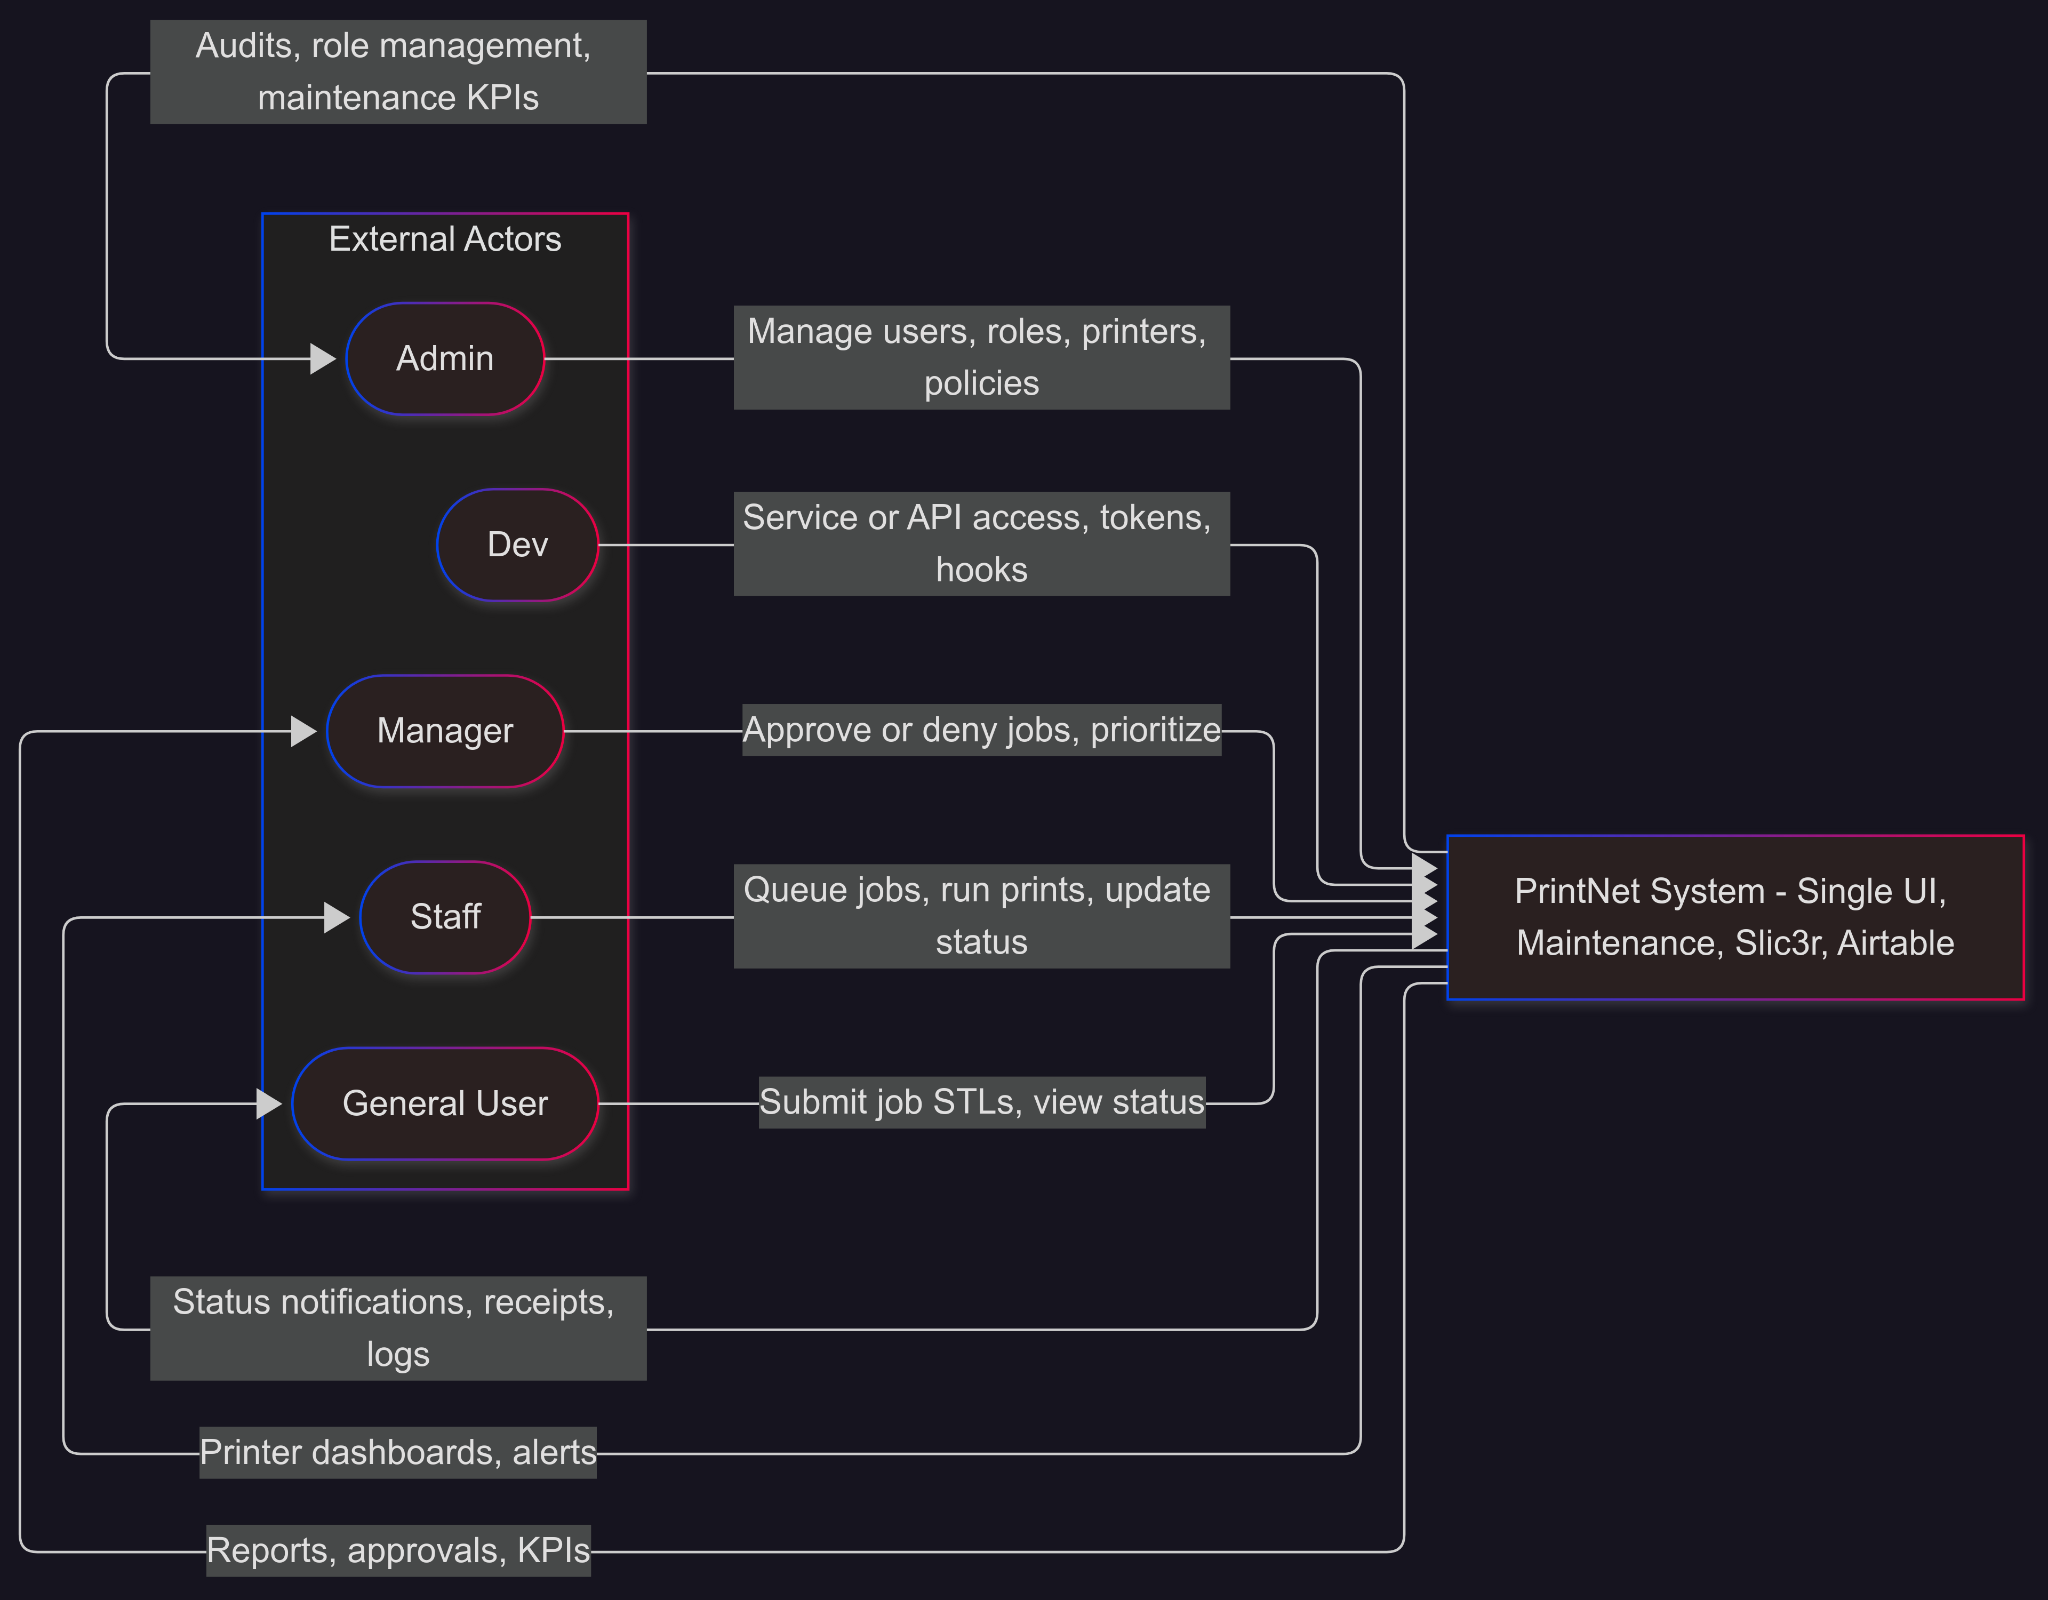 Audits, role management,
maintenance KPIs
External Actors
Admin
Manage users, roles, printers,
policies
Dev
Service or API access, tokens,
hooks
Manager
Approve or deny jobs, prioritize
Staff
Queue jobs, run prints, update
status
PrintNet System - Single UI,
Maintenance, Slic3r, Airtable
General User
Submit job STLs, view status
Status notifications, receipts,
logs
Printer dashboards, alerts
Reports, approvals, KPIs